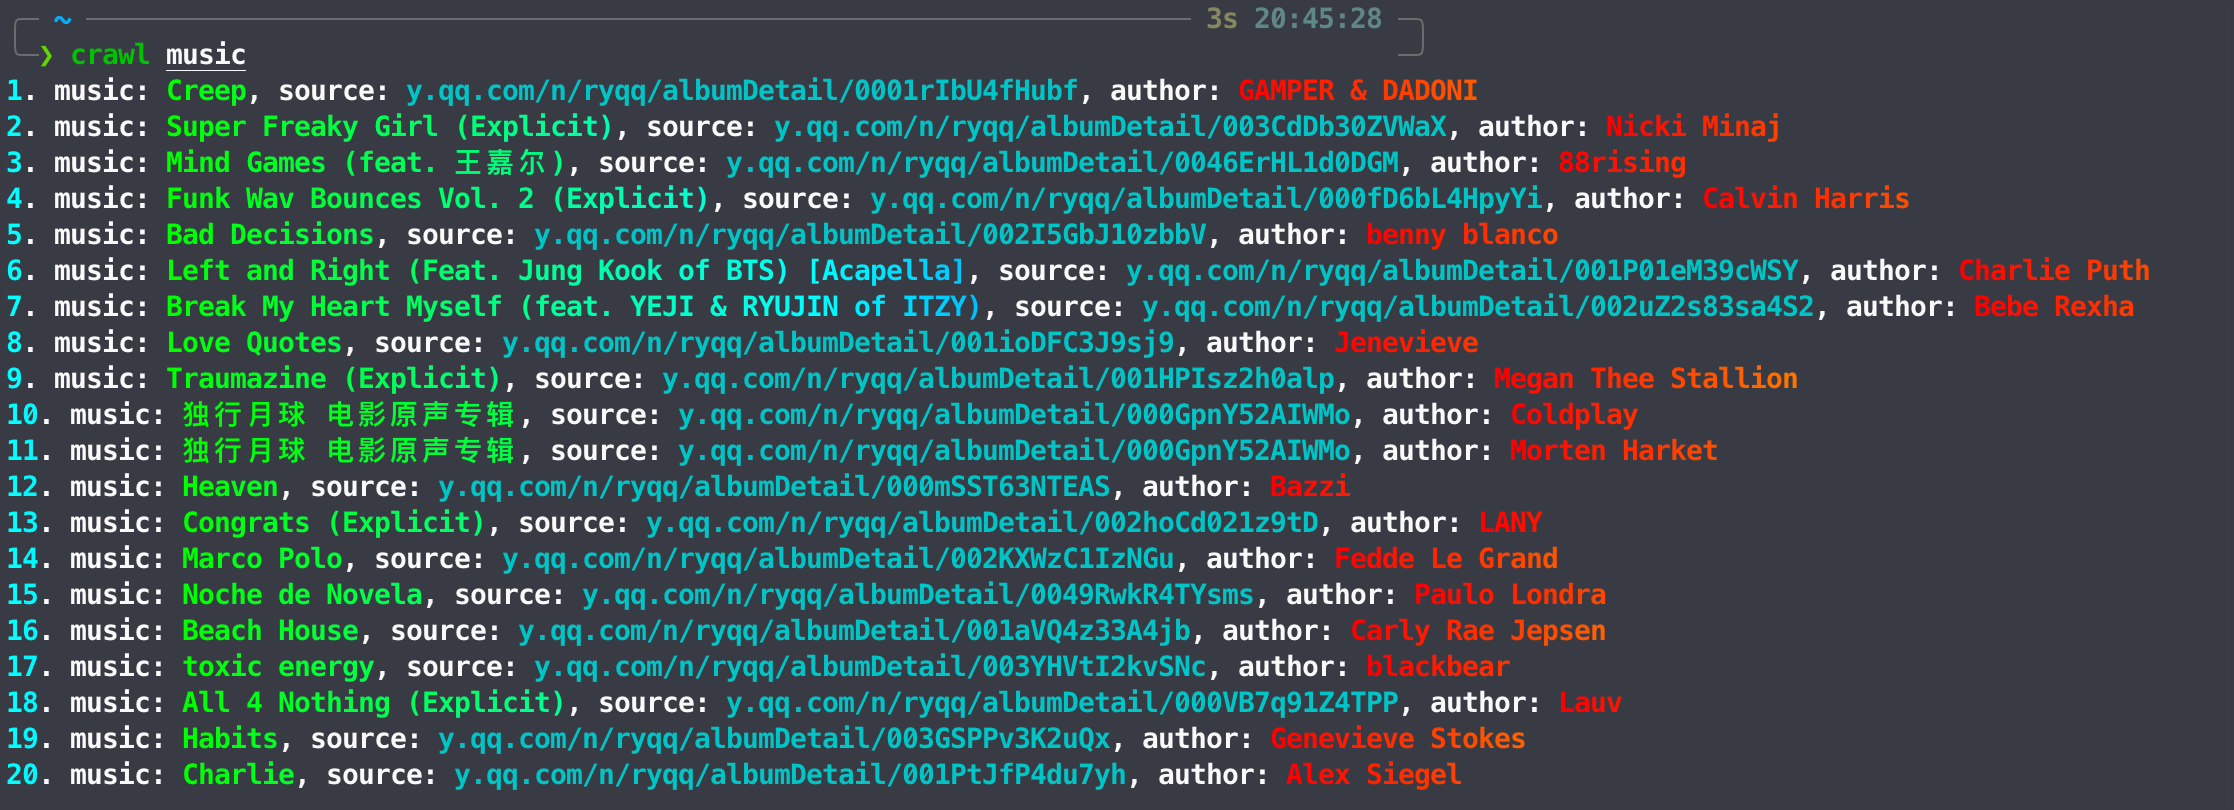 ~ 3s 20:45:28
❯ crawl music
1. music: Creep, source: y.qq.com/n/ryqq/albumDetail/0001rIbU4fHubf, author: GAMPER & DADONI
2. music: Super Freaky Girl (Explicit), source: y.qq.com/n/ryqq/albumDetail/003CdDb30ZVWaX, author: Nicki Minaj
3. music: Mind Games (feat. 王嘉尔), source: y.qq.com/n/ryqq/albumDetail/0046ErHL1d0DGM, author: 88rising
4. music: Funk Wav Bounces Vol. 2 (Explicit), source: y.qq.com/n/ryqq/albumDetail/000fD6bL4HpyYi, author: Calvin Harris
5. music: Bad Decisions, source: y.qq.com/n/ryqq/albumDetail/002I5GbJ10zbbV, author: benny blanco
6. music: Left and Right (Feat. Jung Kook of BTS) [Acapella], source: y.qq.com/n/ryqq/albumDetail/001P01eM39cWSY, author: Charlie Puth
7. music: Break My Heart Myself (feat. YEJI & RYUJIN of ITZY), source: y.qq.com/n/ryqq/albumDetail/002uZ2s83sa4S2, author: Bebe Rexha
8. music: Love Quotes, source: y.qq.com/n/ryqq/albumDetail/001ioDFC3J9sj9, author: Jenevieve
9. music: Traumazine (Explicit), source: y.qq.com/n/ryqq/albumDetail/001HPIsz2h0alp, author: Megan Thee Stallion
10. music: 独行月球 电影原声专辑, source: y.qq.com/n/ryqq/albumDetail/000GpnY52AIWMo, author: Coldplay
11. music: 独行月球 电影原声专辑, source: y.qq.com/n/ryqq/albumDetail/000GpnY52AIWMo, author: Morten Harket
12. music: Heaven, source: y.qq.com/n/ryqq/albumDetail/000mSST63NTEAS, author: Bazzi
13. music: Congrats (Explicit), source: y.qq.com/n/ryqq/albumDetail/002hoCd021z9tD, author: LANY
14. music: Marco Polo, source: y.qq.com/n/ryqq/albumDetail/002KXWzC1IzNGu, author: Fedde Le Grand
15. music: Noche de Novela, source: y.qq.com/n/ryqq/albumDetail/0049RwkR4TYsms, author: Paulo Londra
16. music: Beach House, source: y.qq.com/n/ryqq/albumDetail/001aVQ4z33A4jb, author: Carly Rae Jepsen
17. music: toxic energy, source: y.qq.com/n/ryqq/albumDetail/003YHVtI2kvSNc, author: blackbear
18. music: All 4 Nothing (Explicit), source: y.qq.com/n/ryqq/albumDetail/000VB7q91Z4TPP, author: Lauv
19. music: Habits, source: y.qq.com/n/ryqq/albumDetail/003GSPPv3K2uQx, author: Genevieve Stokes
20. music: Charlie, source: y.qq.com/n/ryqq/albumDetail/001PtJfP4du7yh, author: Alex Siegel